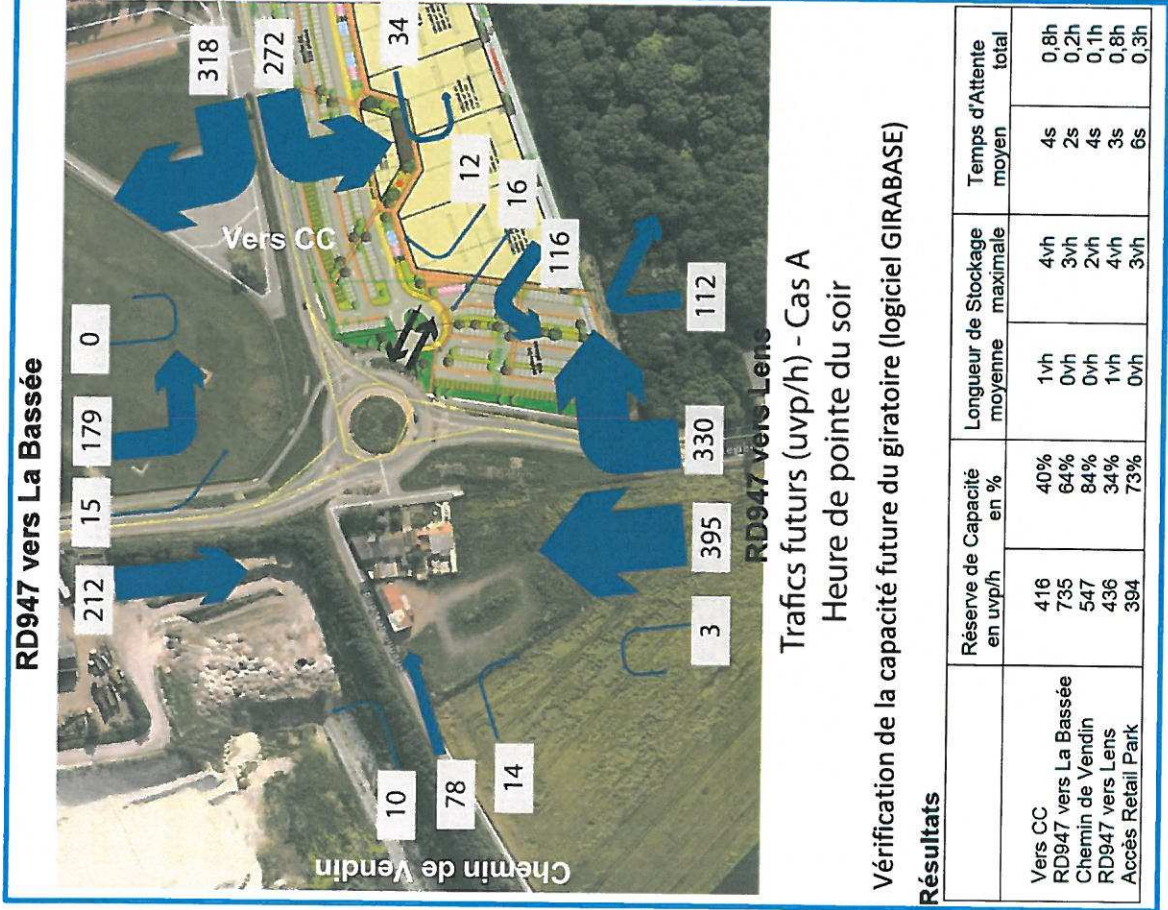 RD947 vers La Bassée
212
15
179
0
318
272
34
Vers CC
12
16
116
112
10
78
14
3
395
330
Chemin de Vendin
RD947 vers Lens
Trafics futurs (uvp/h) - Cas A
Heure de pointe du soir
Vérification de la capacité future du giratoire (logiciel GIRABASE)
Résultats
Réserve de Capacité Longueur de Stockage Temps d'Attente
en uvp/h en % moyenne maximale moyen total
Vers CC 416 40% 1vh 4vh 4s 0,8h
RD947 vers La Bassée 735 64% 0vh 3vh 2s 0,2h
Chemin de Vendin 547 84% 0vh 2vh 4s 0,1h
RD947 vers Lens 436 34% 1vh 4vh 3s 0,8h
Accès Retail Park 394 73% 0vh 3vh 6s 0,3h